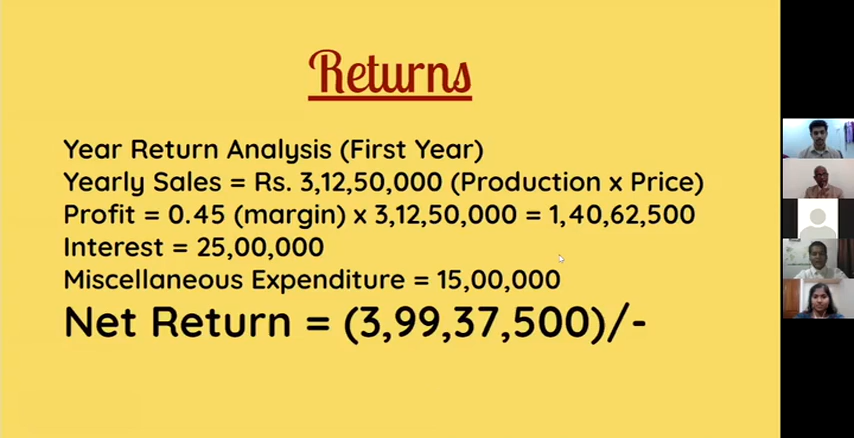 Returns
Year Return Analysis (First Year)
Yearly Sales = Rs. 3,12,50,000 (Production x Price)
Profit = 0.45 (margin) x 3,12,50,000 = 1,40,62,500
Interest = 25,00,000
Miscellaneous Expenditure = 15,00,000
Net Return = (3,99,37,500)/-